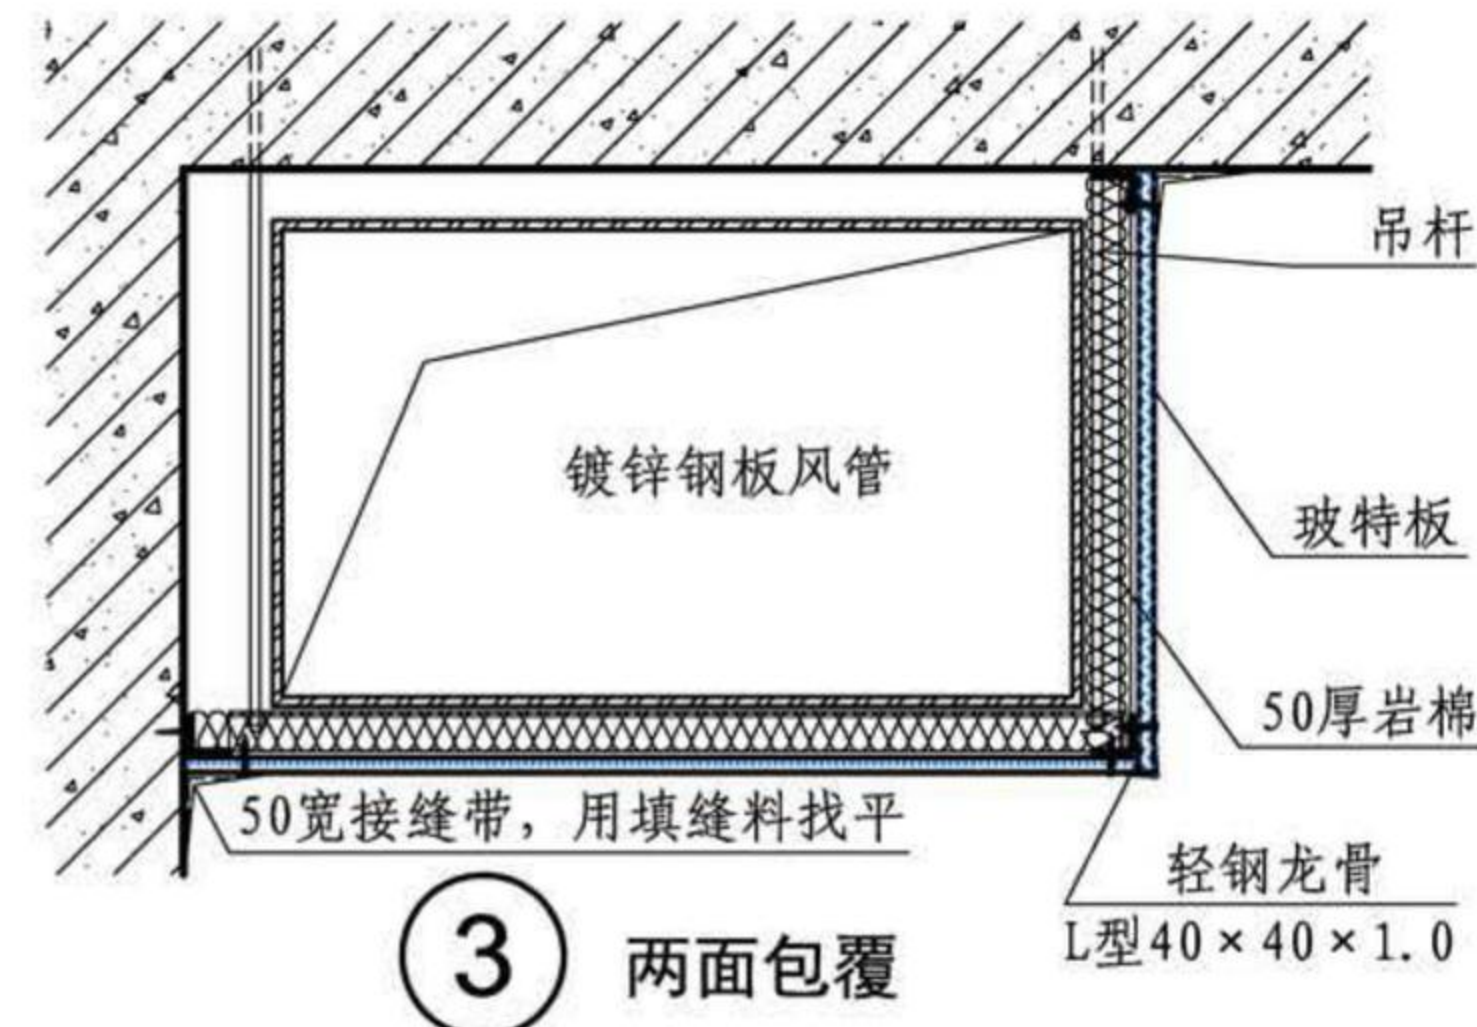 吊杆
镀锌钢板风管
玻特板
50厚岩棉
50宽接缝带，用填缝料找平
轻钢龙骨
L型40×40×1.0
3 两面包覆